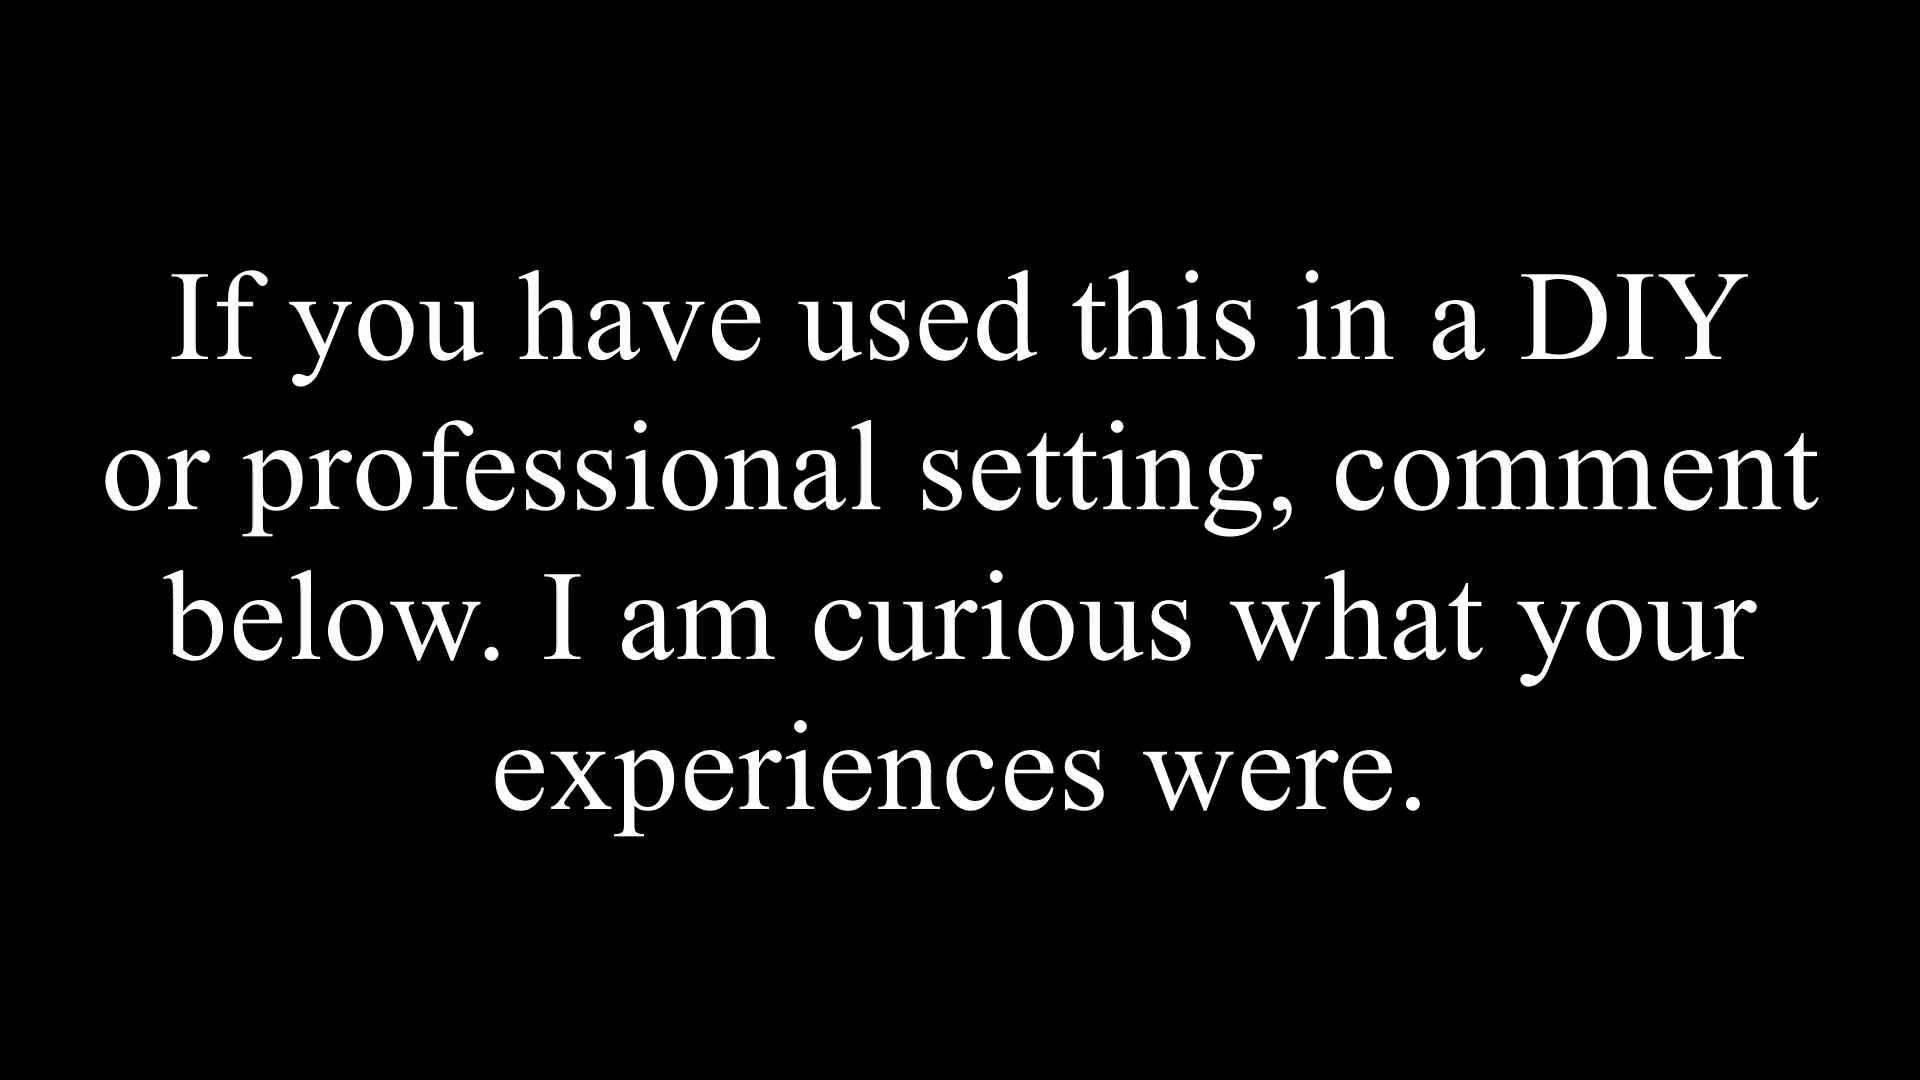 If you have used this in a DIY
or professional setting, comment
below. I am curious what your
experiences were.